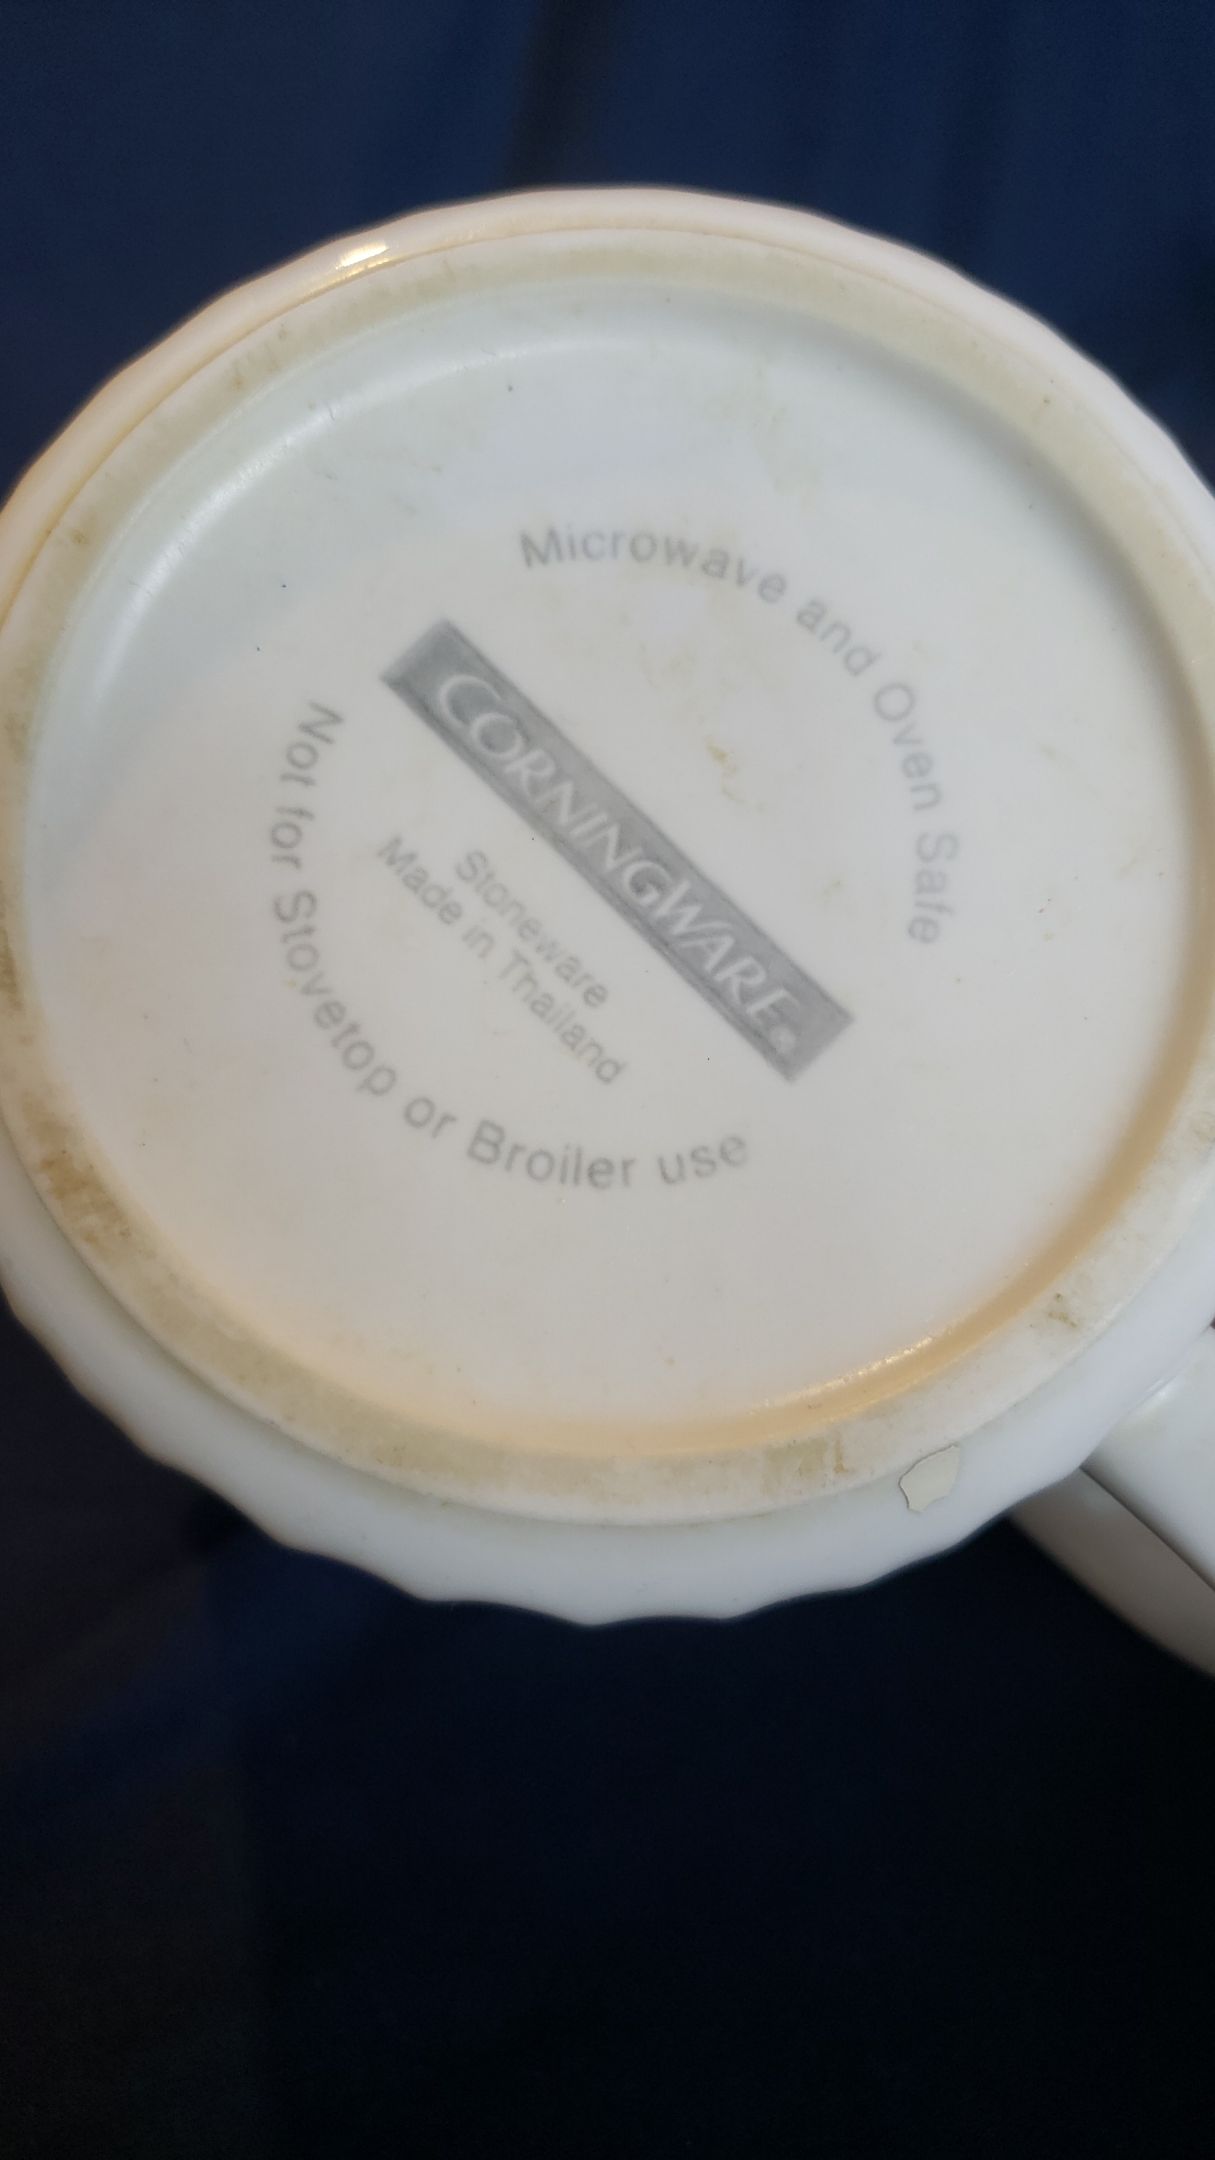 Microwave and Oven Safe
CORNINGWARE®
Stoneware
Made in Thailand
Not for Stovetop or Broiler use